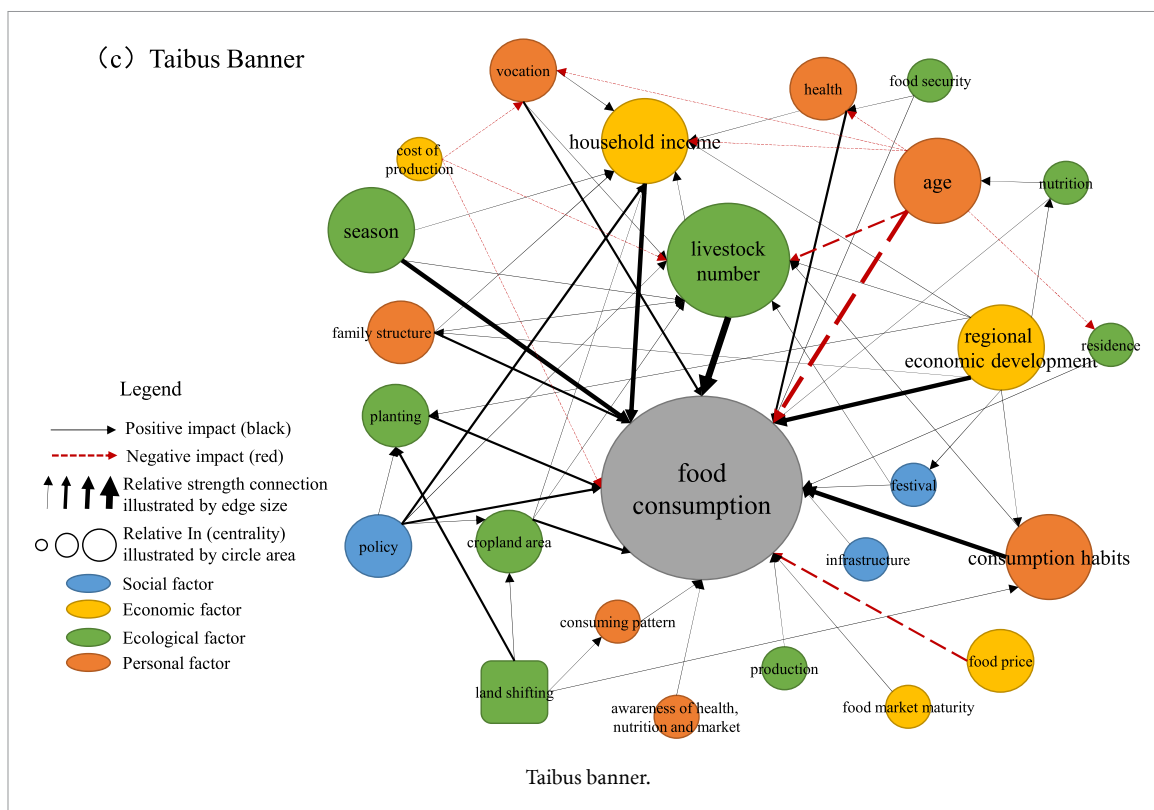 （c）Taibus Banner
vocation
health
food security
household income
cost of
production
age
nutrition
season
livestock
number
family structure
regional
economic development
residence
Legend
Positive impact (black)
Negative impact (red)
Relative strength connection
illustrated by edge size
Relative In (centrality)
illustrated by circle area
Social factor
Economic factor
Ecological factor
Personal factor
planting
food
consumption
festival
policy
cropland area
infrastructure
consumption habits
consuming pattern
production
food price
land shifting
awareness of health,
nutrition and market
food market maturity
Taibus banner.